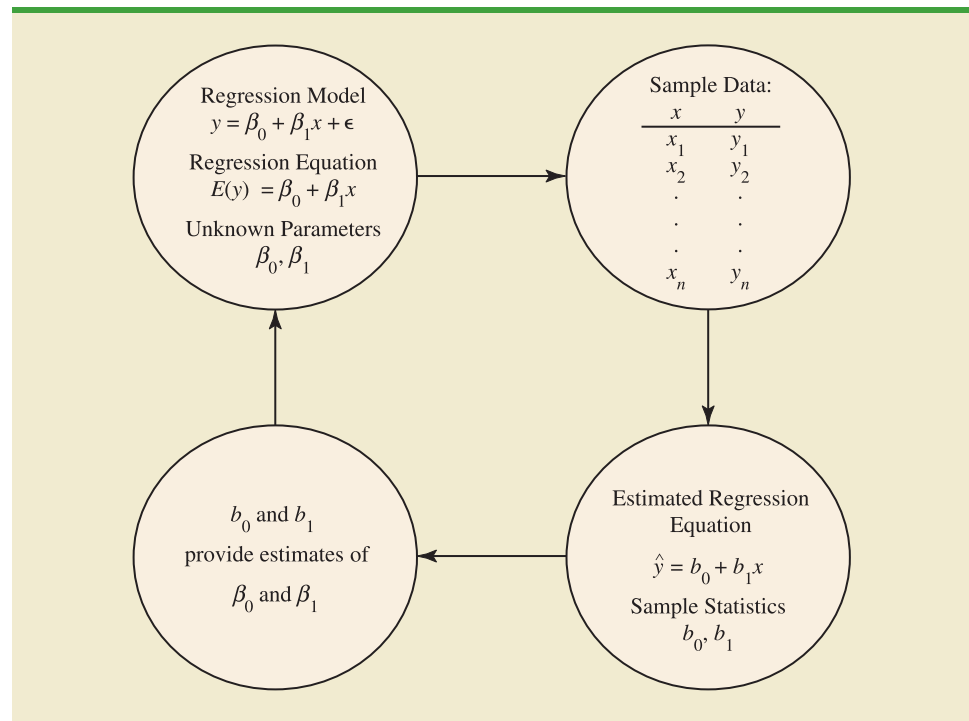 Regression Model
y = β₀ + β₁x + ϵ
Regression Equation
E(y) = β₀ + β₁x
Unknown Parameters
β₀, β₁
Sample Data:
x y
x₁ y₁
x₂ y₂
. .
. .
. .
xₙ yₙ
Estimated Regression
Equation
ŷ = b₀ + b₁x
Sample Statistics
b₀, b₁
b₀ and b₁
provide estimates of
β₀ and β₁